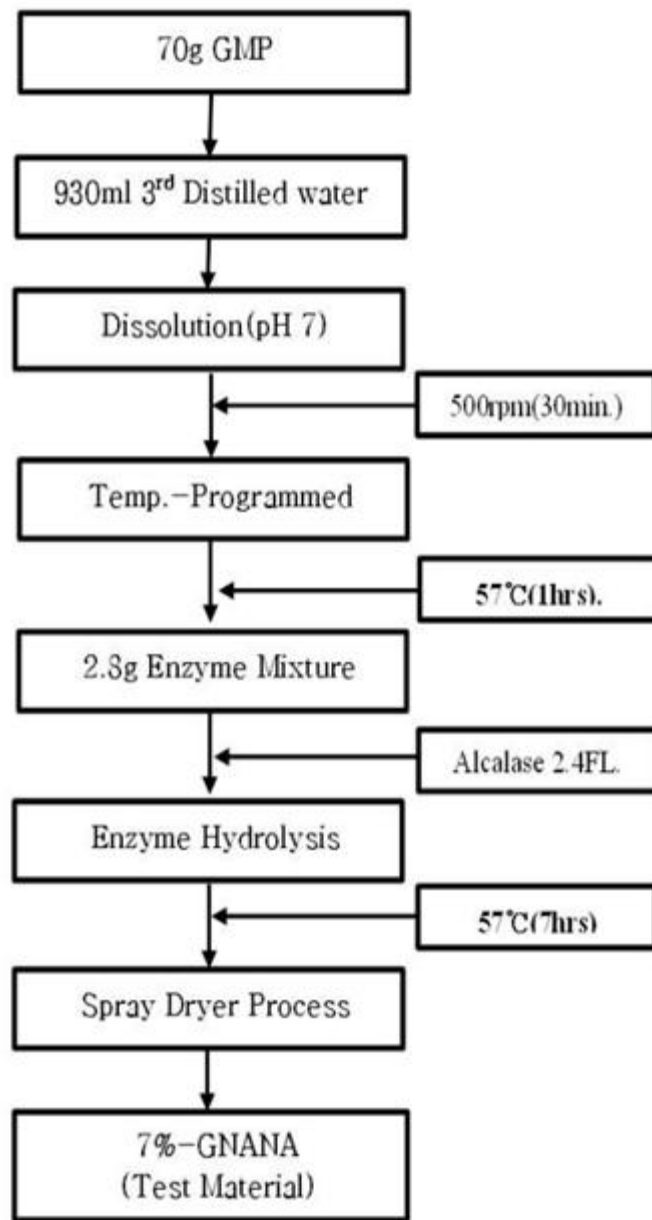 70g GMP
930ml 3rd Distilled water
Dissolution(pH 7)
500rpm(30min.)
Temp.-Programmed
57℃(1hrs).
2.8g Enzyme Mixture
Alcalase 2.4FL.
Enzyme Hydrolysis
57℃(7hrs)
Spray Dryer Process
7%-GNANA
(Test Material)